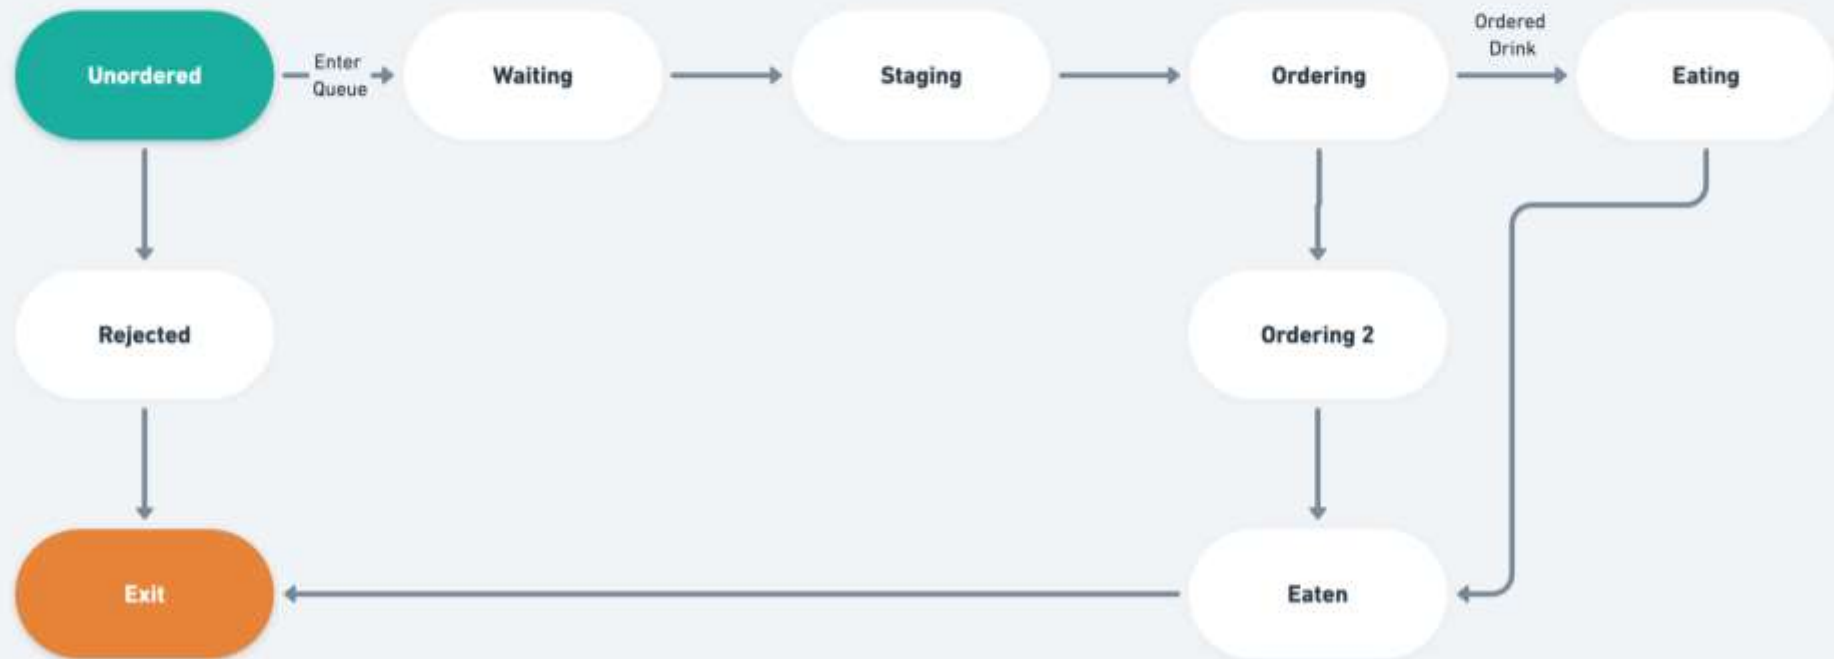 Unordered
Enter
Queue
Waiting
Staging
Ordering
Ordered
Drink
Eating
Rejected
Ordering 2
Exit
Eaten